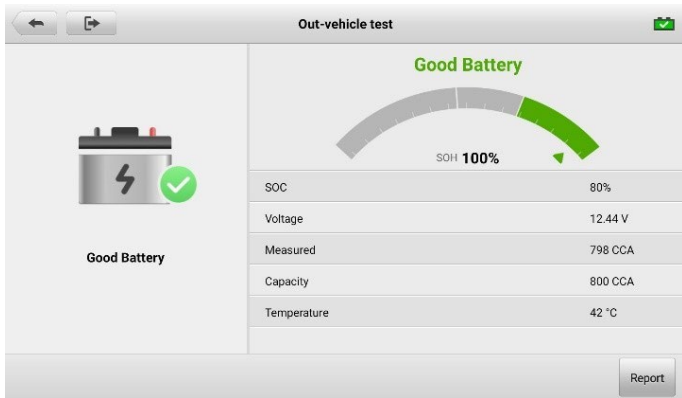 Out-vehicle test
Good Battery
Good Battery
SOH 100%
SOC 80%
Voltage 12.44 V
Measured 798 CCA
Capacity 800 CCA
Temperature 42 °C
Report